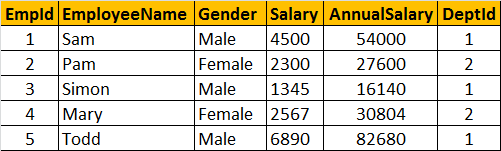 EmpId EmployeeName Gender Salary AnnualSalary DeptId
1 Sam Male 4500 54000 1
2 Pam Female 2300 27600 2
3 Simon Male 1345 16140 1
4 Mary Female 2567 30804 2
5 Todd Male 6890 82680 1